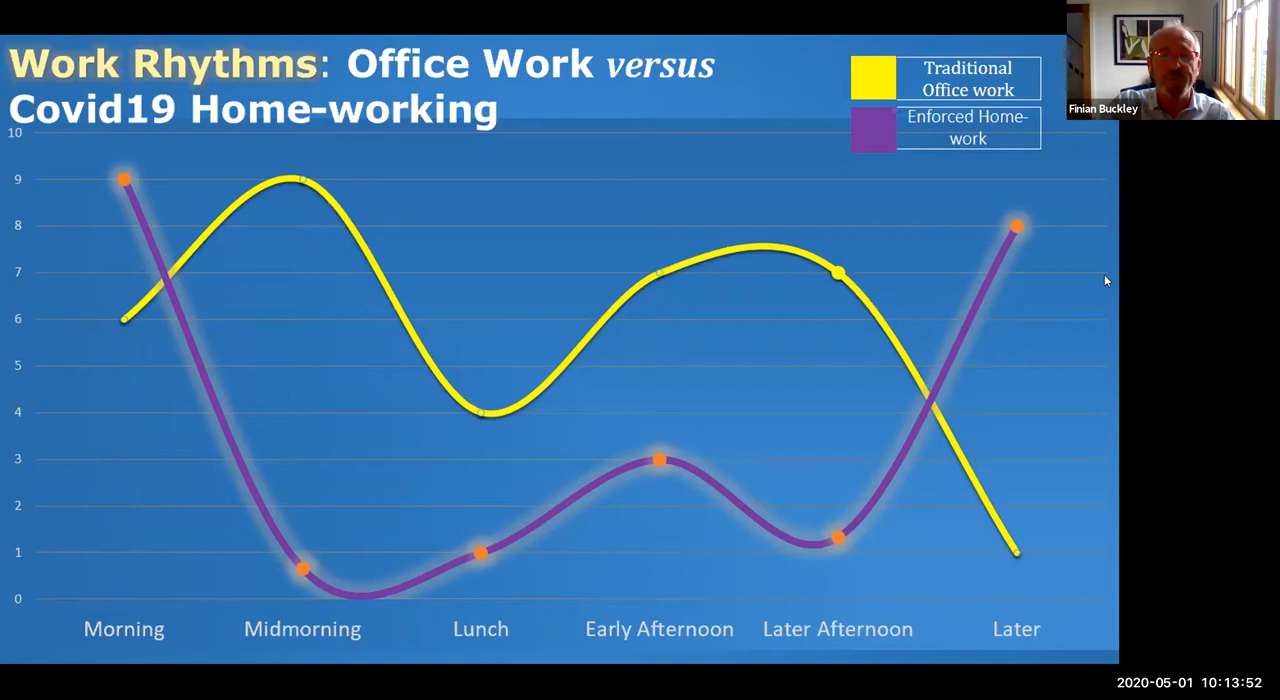 Work Rhythms: Office Work versus
Covid19 Home-working
Traditional
Office work
Enforced Home-
work
Finian Buckley
10
9
8
7
6
5
4
3
2
1
0
Morning Midmorning Lunch Early Afternoon Later Afternoon Later
2020-05-01 10:13:52